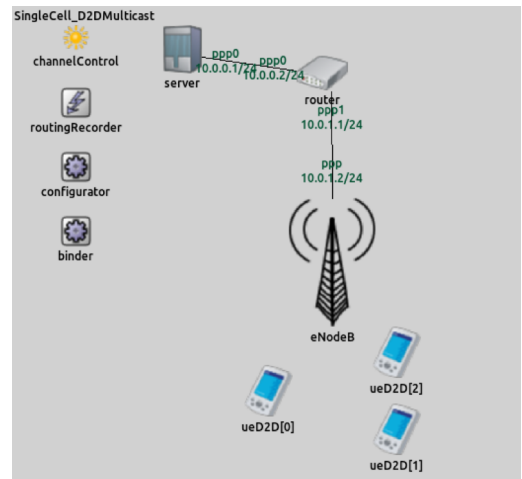 SingleCell_D2DMulticast
channelControl
routingRecorder
configurator
binder
server
ppp0
10.0.0.1/24
ppp0
10.0.0.2/24
router
ppp1
10.0.1.1/24
ppp
10.0.1.2/24
eNodeB
ueD2D[2]
ueD2D[0]
ueD2D[1]